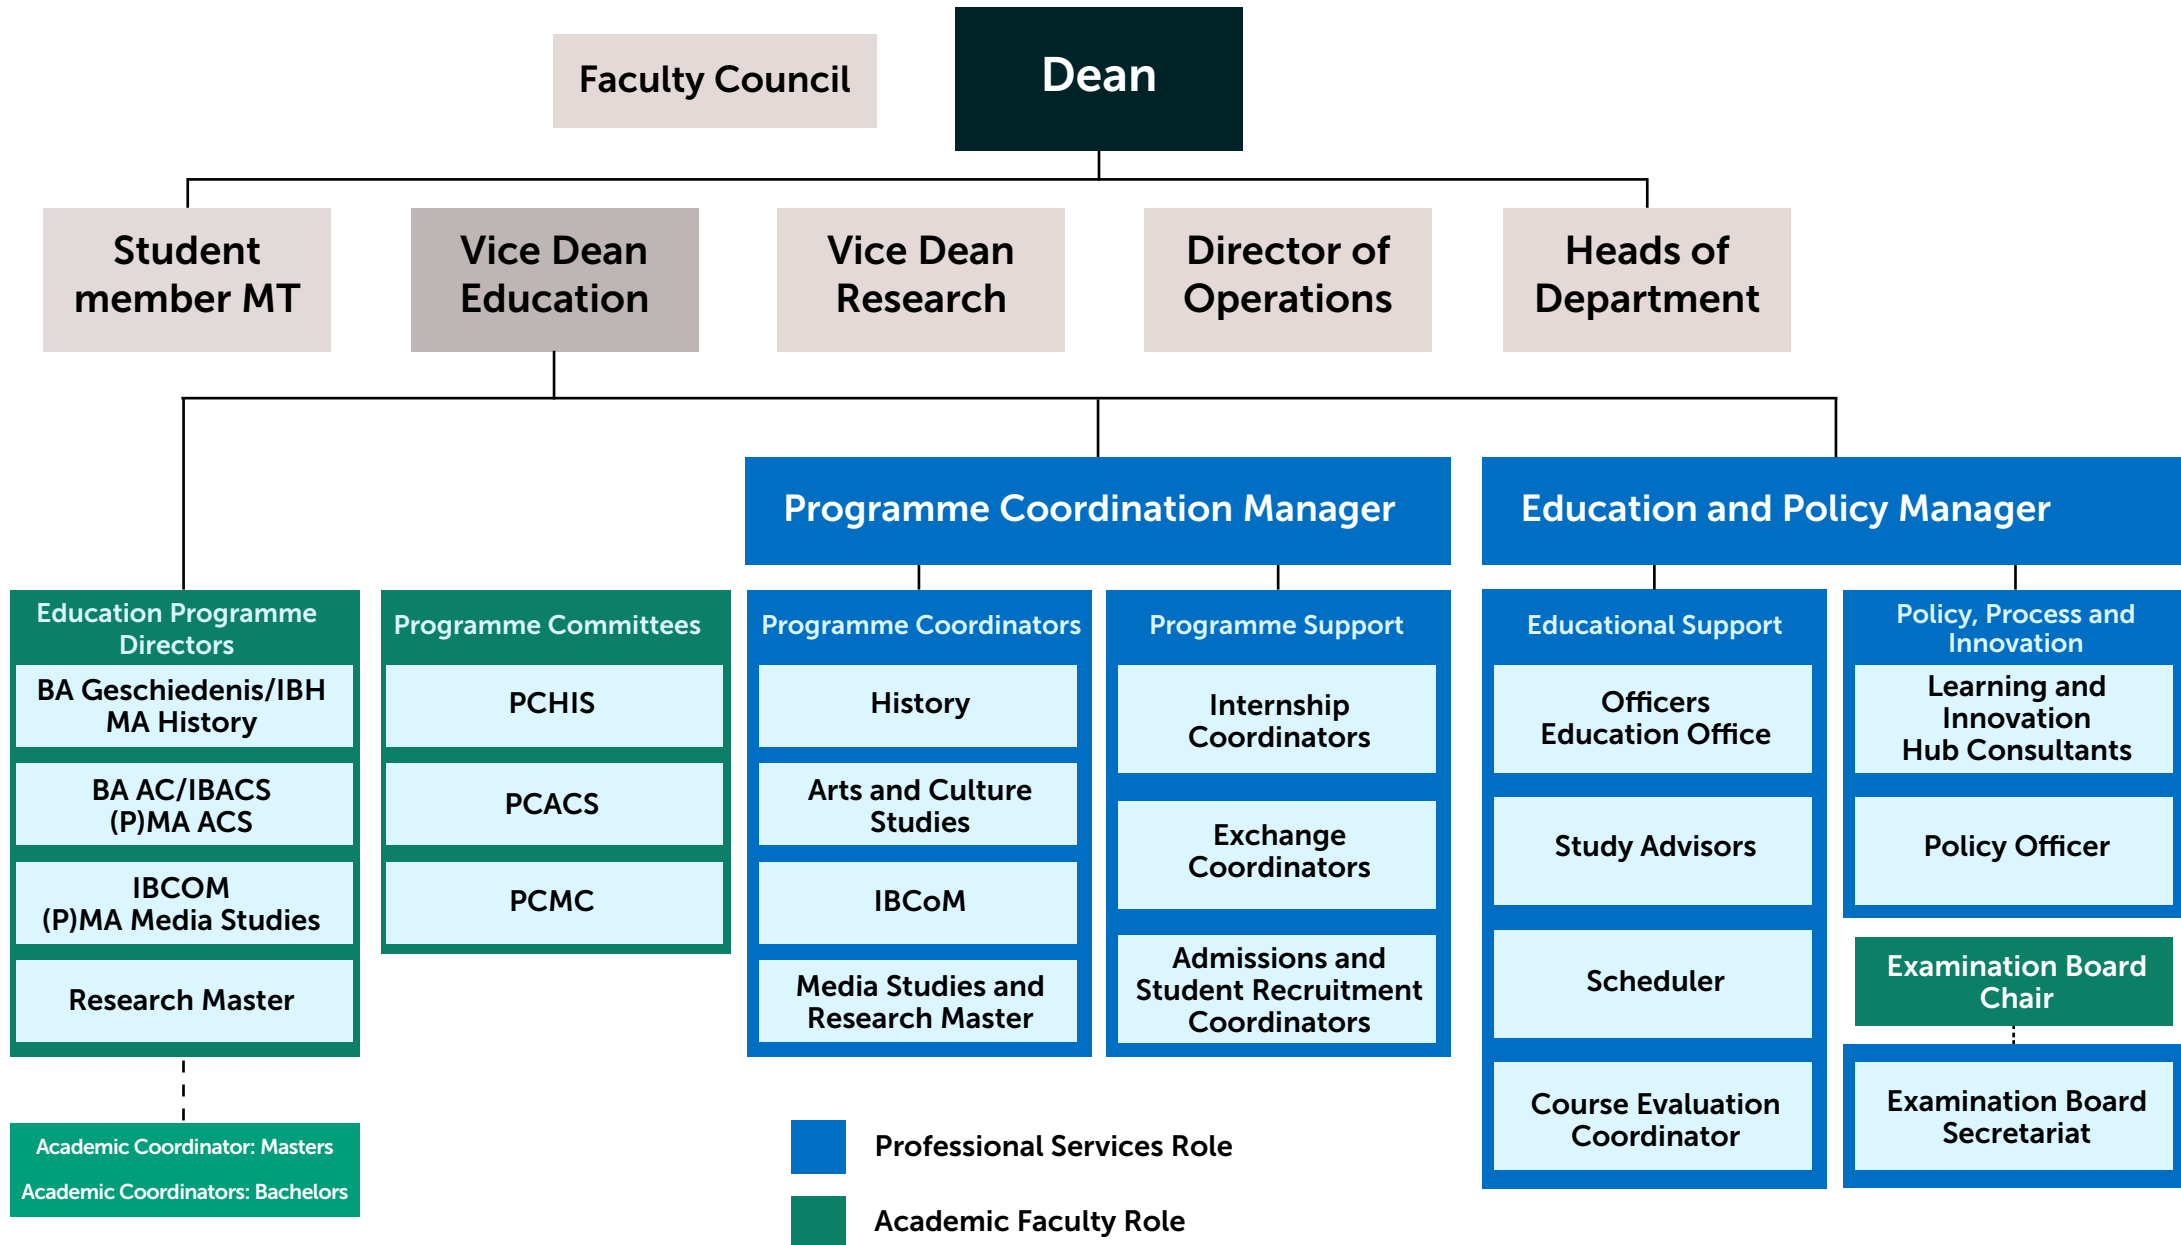 Faculty Council
Dean
Student
member MT
Vice Dean
Education
Vice Dean
Research
Director of
Operations
Heads of
Department
Programme Coordination Manager
Education and Policy Manager
Education Programme
Directors
BA Geschiedenis/IBH
MA History
BA AC/IBACS
(P)MA ACS
IBCOM
(P)MA Media Studies
Research Master
Academic Coordinator: Masters
Academic Coordinators: Bachelors
Programme Committees
PCHIS
PCACS
PCMC
Programme Coordinators
History
Arts and Culture
Studies
IBCoM
Media Studies and
Research Master
Programme Support
Internship
Coordinators
Exchange
Coordinators
Admissions and
Student Recruitment
Coordinators
Educational Support
Officers
Education Office
Study Advisors
Scheduler
Course Evaluation
Coordinator
Policy, Process and
Innovation
Learning and
Innovation
Hub Consultants
Policy Officer
Examination Board
Chair
Examination Board
Secretariat
Professional Services Role
Academic Faculty Role